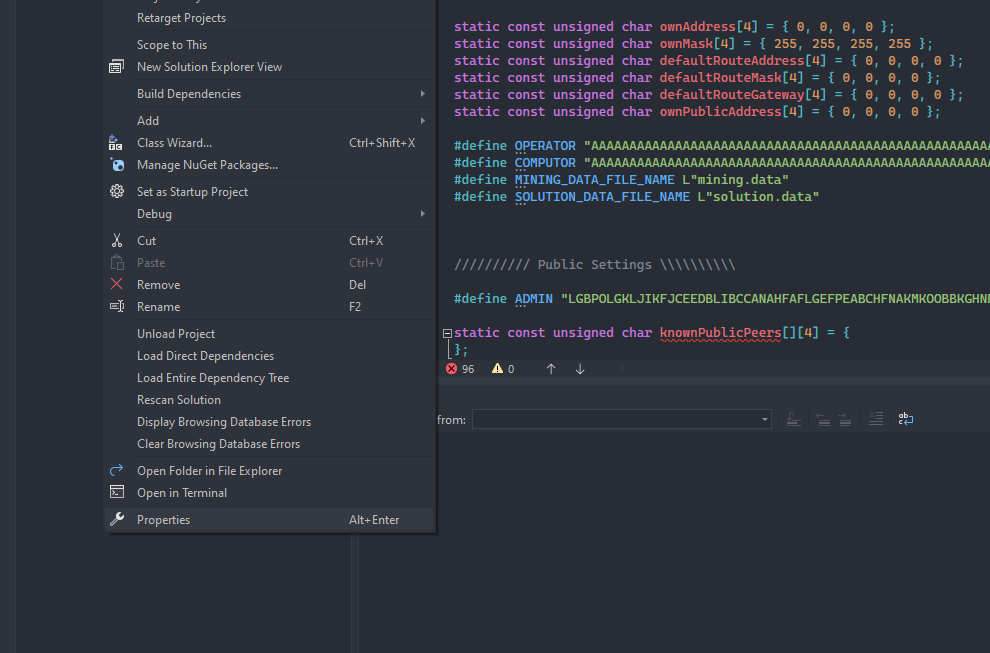 Retarget Projects
Scope to This
New Solution Explorer View
Build Dependencies
Add
Class Wizard... Ctrl+Shift+X
Manage NuGet Packages...
Set as Startup Project
Debug
Cut Ctrl+X
Paste Ctrl+V
Remove Del
Rename F2
Unload Project
Load Direct Dependencies
Load Entire Dependency Tree
Rescan Solution
Display Browsing Database Errors
Clear Browsing Database Errors
Open Folder in File Explorer
Open in Terminal
Properties Alt+Enter
static const unsigned char ownAddress[4] = { 0, 0, 0, 0 };
static const unsigned char ownMask[4] = { 255, 255, 255, 255 };
static const unsigned char defaultRouteAddress[4] = { 0, 0, 0, 0 };
static const unsigned char defaultRouteMask[4] = { 0, 0, 0, 0 };
static const unsigned char defaultRouteGateway[4] = { 0, 0, 0, 0 };
static const unsigned char ownPublicAddress[4] = { 0, 0, 0, 0 };
#define OPERATOR "AAAAAAAAAAAAAAAAAAAAAAAAAAAAAAAAAAAAAAAAAAAAAAAAAAAA
#define COMPUTOR "AAAAAAAAAAAAAAAAAAAAAAAAAAAAAAAAAAAAAAAAAAAAAAAAAAAA
#define MINING_DATA_FILE_NAME L"mining.data"
#define SOLUTION_DATA_FILE_NAME L"solution.data"
////////// Public Settings \\\\\\\\\\
#define ADMIN "LGBPOLGKLJIKFJCEEDBLIBCCANAHFAFLGEFPEABCHFNAKMKOOBBKGHND
static const unsigned char knownPublicPeers[][4] = {
};
96 0
from: